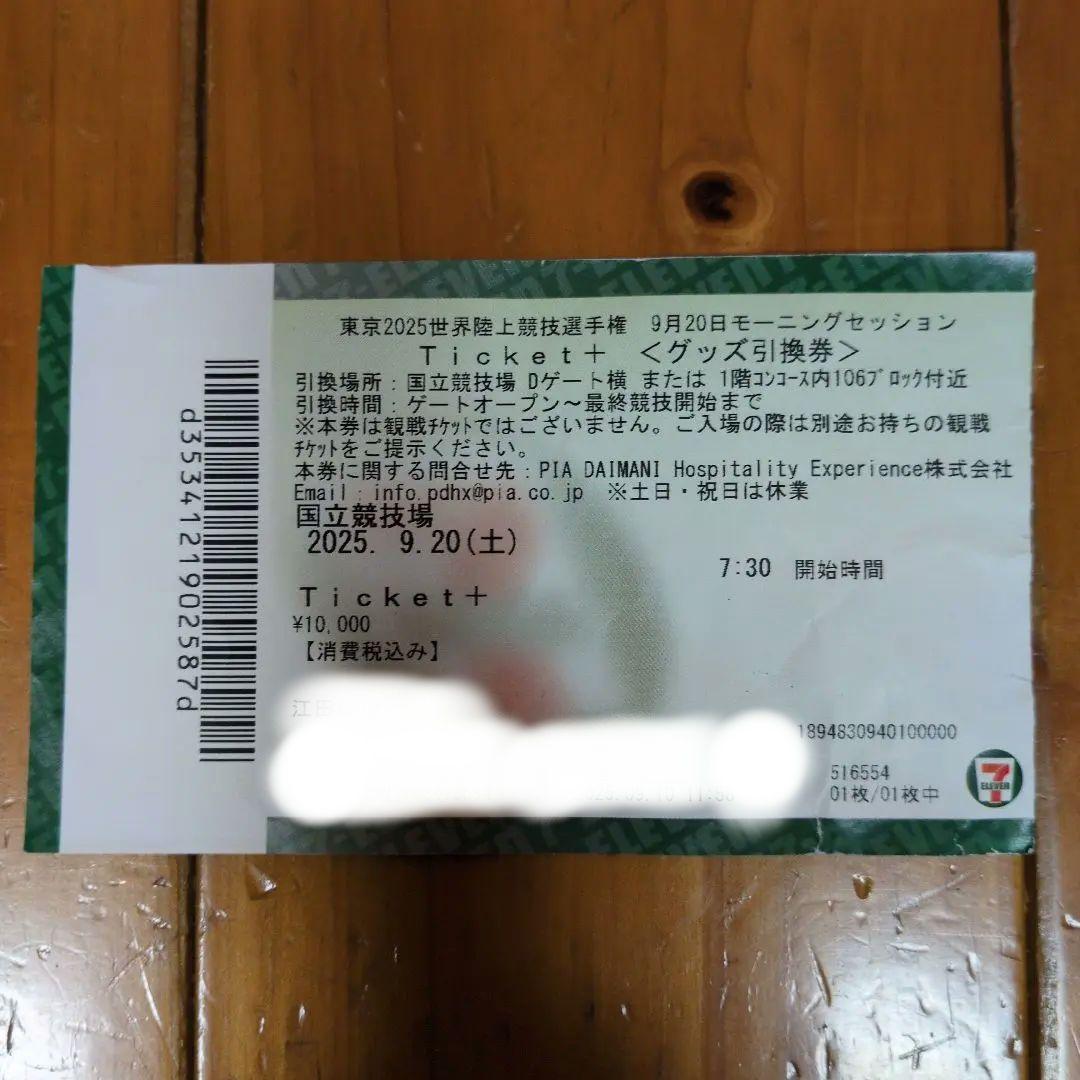 d3534121902587d
東京2025世界陸上競技選手権 9月20日モーニングセッション
Ticket+ <グッズ引換券>
引換場所:国立競技場 Dゲート横 または 1階ｺﾝｺｰｽ内106ﾌﾞﾛｯｸ付近
引換時間:ゲートオープン～最終競技開始まで
※本券は観戦ﾁｹｯﾄではございません。ご入場の際は別途お持ちの観戦
ﾁｹｯﾄをご提示ください。
本券に関する問合せ先:PIA DAIMANI Hospitality Experience株式会社
Email:info.pdhx@pia.co.jp ※土日・祝日は休業
国立競技場
2025. 9.20(土)
7:30 開始時間
Ticket+
¥10,000
【消費税込み】
1894830940100000
516554
01枚/01枚中
7
ELEVEN